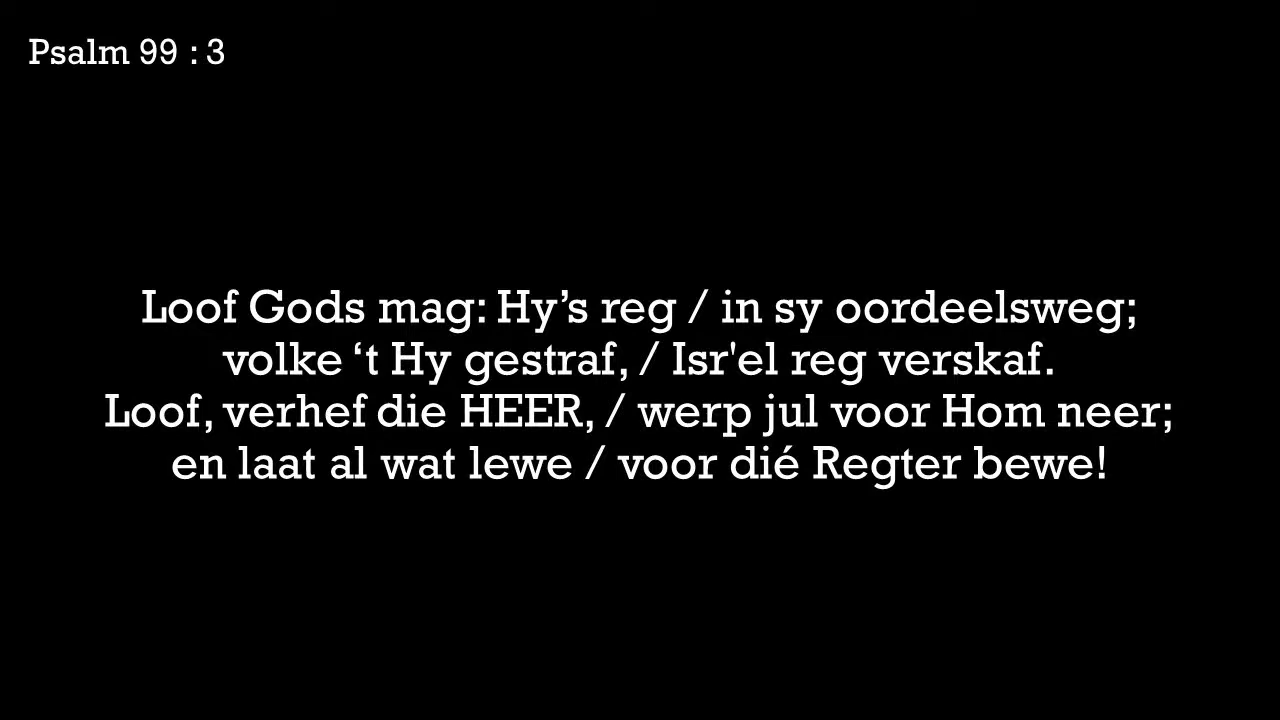 Psalm 99 : 3
Loof Gods mag: Hy’s reg / in sy oordeelsweg;
volke ‘t Hy gestraf, / Isr'el reg verskaf.
Loof, verhef die HEER, / werp jul voor Hom neer;
en laat al wat lewe / voor dié Regter bewe!